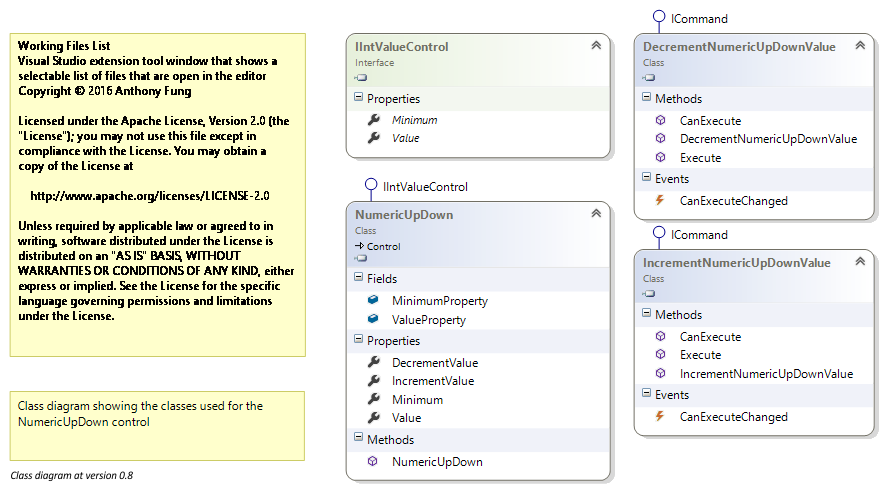 Working Files List
Visual Studio extension tool window that shows a
selectable list of files that are open in the editor
Copyright © 2016 Anthony Fung
Licensed under the Apache License, Version 2.0 (the
"License"); you may not use this file except in
compliance with the License. You may obtain a
copy of the License at
http://www.apache.org/licenses/LICENSE-2.0
Unless required by applicable law or agreed to in
writing, software distributed under the License is
distributed on an "AS IS" BASIS, WITHOUT
WARRANTIES OR CONDITIONS OF ANY KIND, either
express or implied. See the License for the specific
language governing permissions and limitations
under the License.
Class diagram showing the classes used for the
NumericUpDown control
Class diagram at version 0.8
IIntValueControl
Interface
Properties
Minimum
Value
IIntValueControl
NumericUpDown
Class
Control
Fields
MinimumProperty
ValueProperty
Properties
DecrementValue
IncrementValue
Minimum
Value
Methods
NumericUpDown
ICommand
DecrementNumericUpDownValue
Class
Methods
CanExecute
DecrementNumericUpDownValue
Execute
Events
CanExecuteChanged
ICommand
IncrementNumericUpDownValue
Class
Methods
CanExecute
Execute
IncrementNumericUpDownValue
Events
CanExecuteChanged